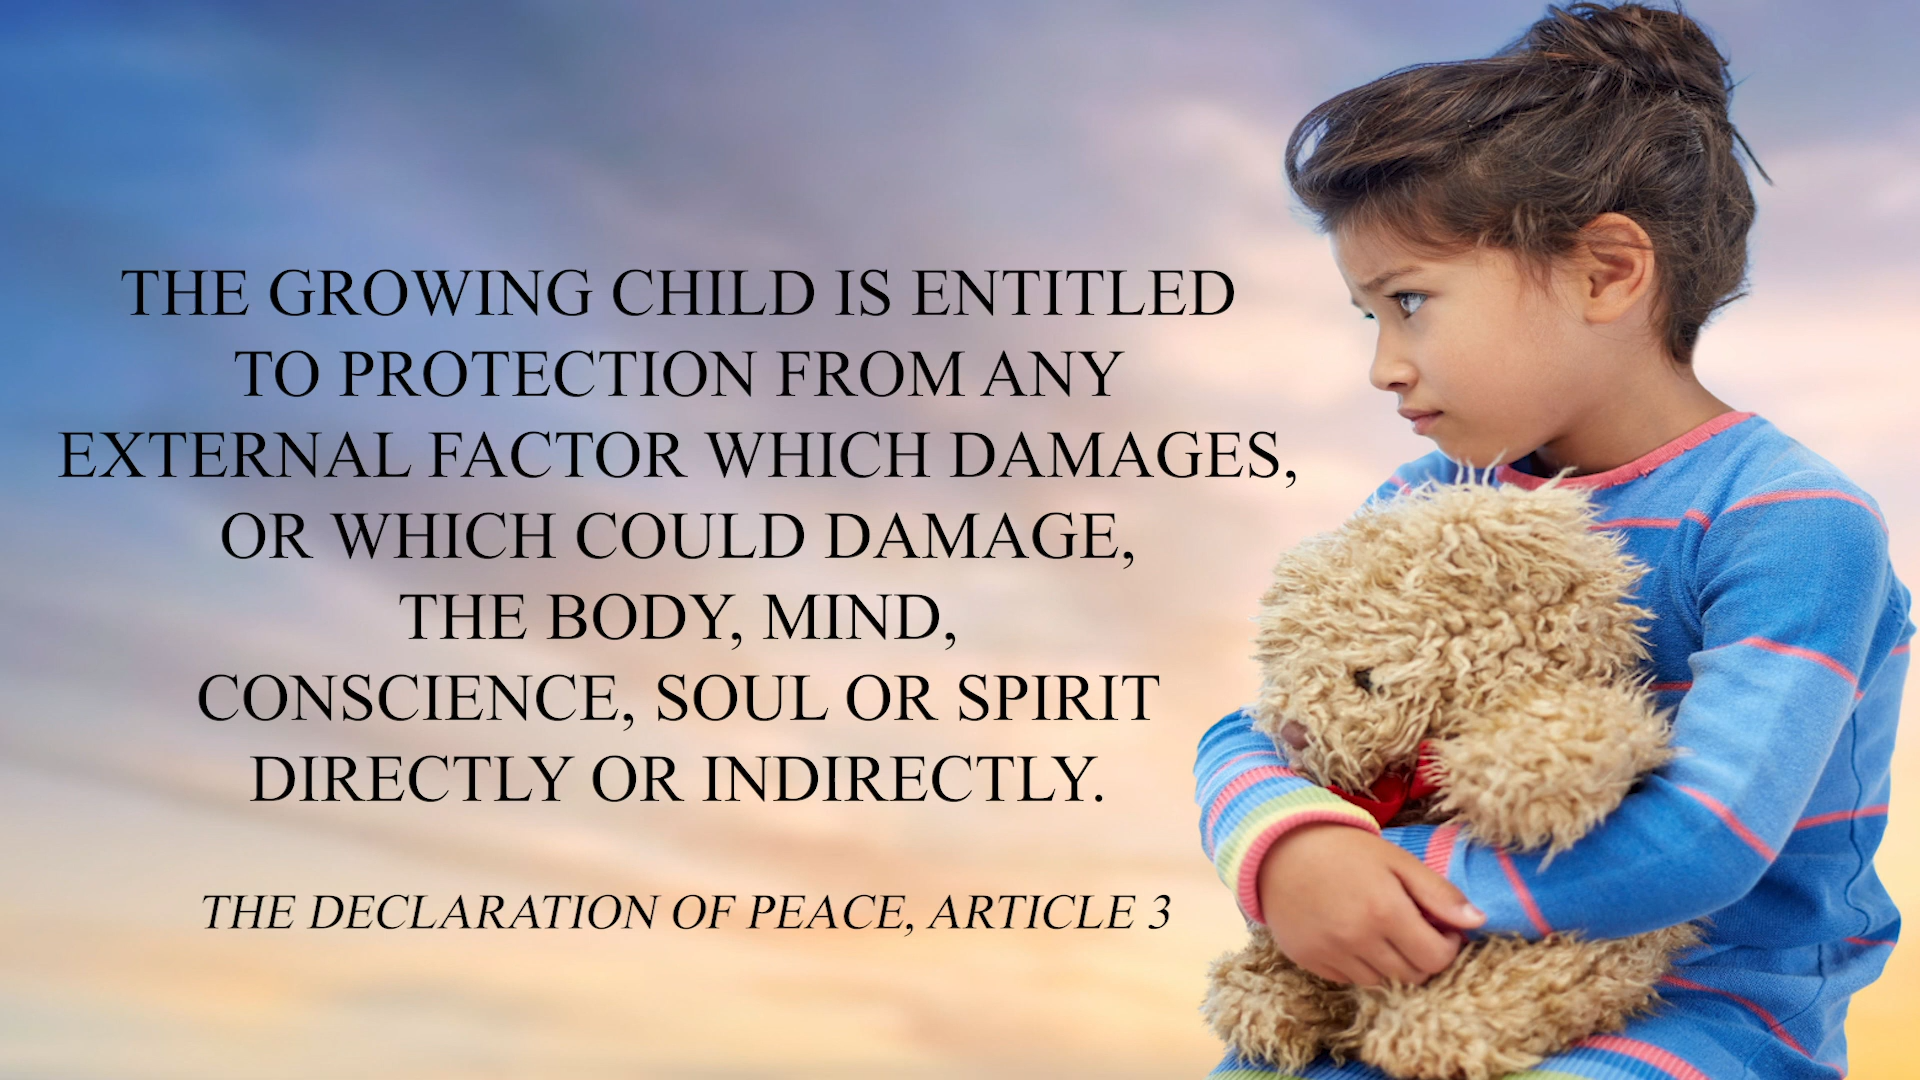 THE GROWING CHILD IS ENTITLED
TO PROTECTION FROM ANY
EXTERNAL FACTOR WHICH DAMAGES,
OR WHICH COULD DAMAGE,
THE BODY, MIND,
CONSCIENCE, SOUL OR SPIRIT
DIRECTLY OR INDIRECTLY.
THE DECLARATION OF PEACE, ARTICLE 3